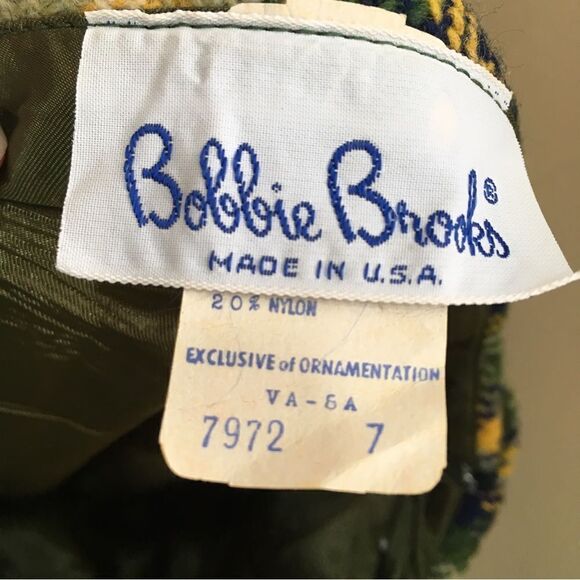 Bobbie Brooks®
MADE IN U.S.A.
20% NYLON
EXCLUSIVE of ORNAMENTATION
VA-6A
7972 7